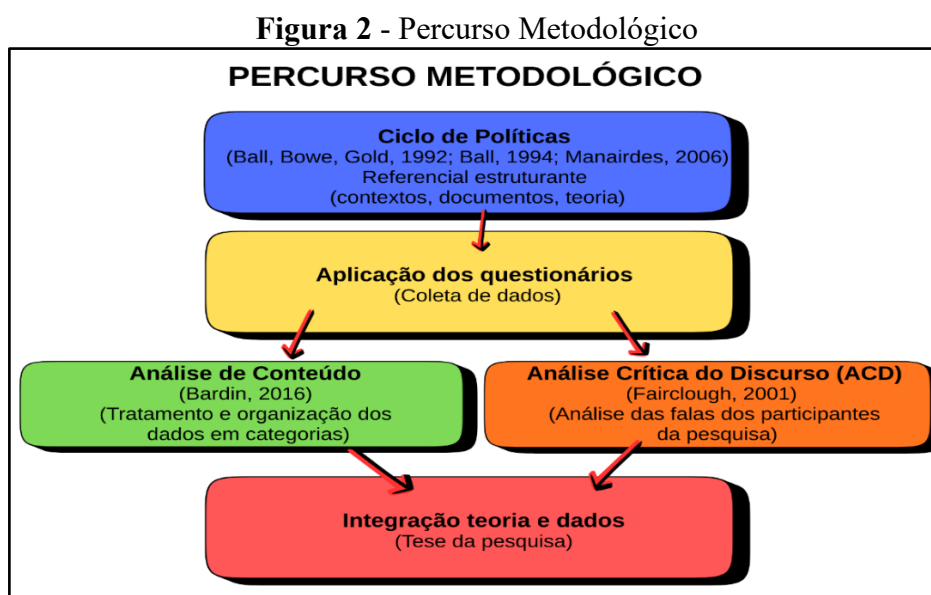 Figura 2 - Percurso Metodológico
PERCURSO METODOLÓGICO
Ciclo de Políticas
(Ball, Bowe, Gold, 1992; Ball, 1994; Manairdes, 2006)
Referencial estruturante
(contextos, documentos, teoria)
Aplicação dos questionários
(Coleta de dados)
Análise de Conteúdo
(Bardin, 2016)
(Tratamento e organização dos
dados em categorias)
Análise Crítica do Discurso (ACD)
(Fairclough, 2001)
(Análise das falas dos participantes
da pesquisa)
Integração teoria e dados
(Tese da pesquisa)